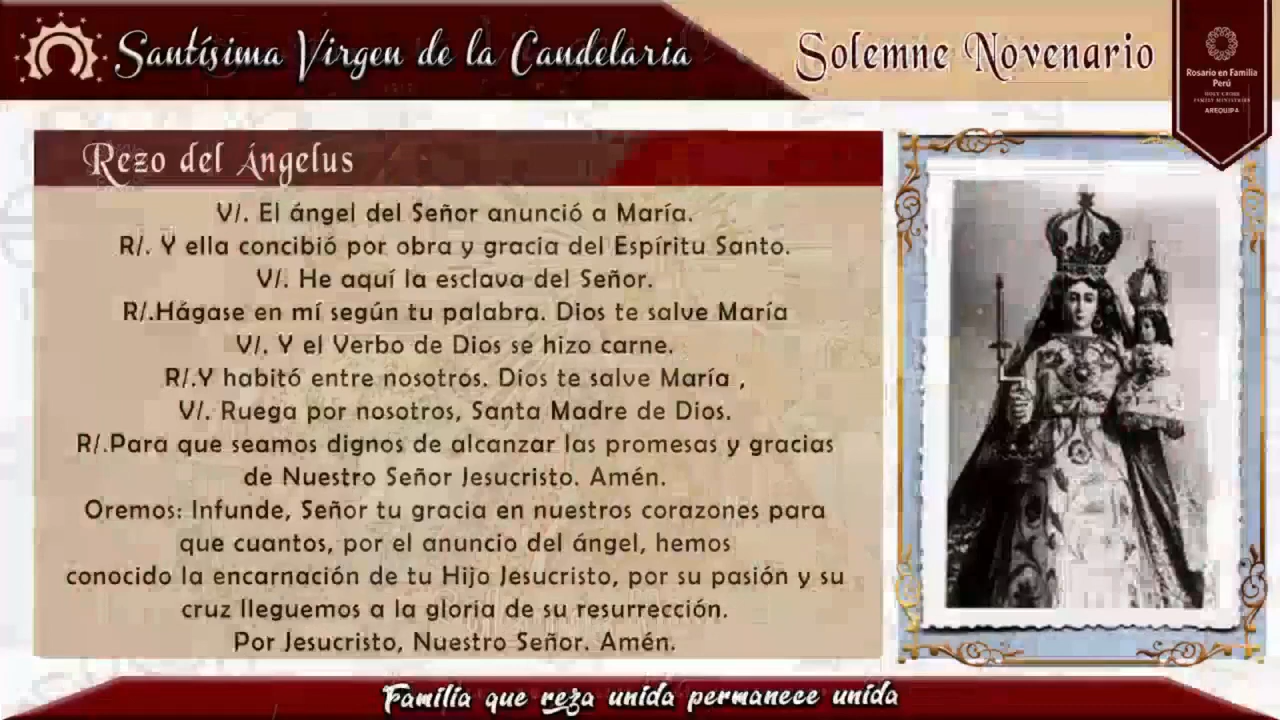 Santísima Virgen de la Candelaria
Solemne Novenario
Rosario en Familia
Perú
HOLY CROSS
FAMILY MINISTRIES
AREQUIPA
Rezo del Ángelus
V/. El ángel del Señor anunció a María.
R/. Y ella concibió por obra y gracia del Espíritu Santo.
V/. He aquí la esclava del Señor.
R/.Hágase en mí según tu palabra. Dios te salve María
V/. Y el Verbo de Dios se hizo carne.
R/.Y habitó entre nosotros. Dios te salve María ,
V/. Ruega por nosotros, Santa Madre de Dios.
R/.Para que seamos dignos de alcanzar las promesas y gracias
de Nuestro Señor Jesucristo. Amén.
Oremos: Infunde, Señor tu gracia en nuestros corazones para
que cuantos, por el anuncio del ángel, hemos
conocido la encarnación de tu Hijo Jesucristo, por su pasión y su
cruz lleguemos a la gloria de su resurrección.
Por Jesucristo, Nuestro Señor. Amén.
Familia que reza unida permanece unida